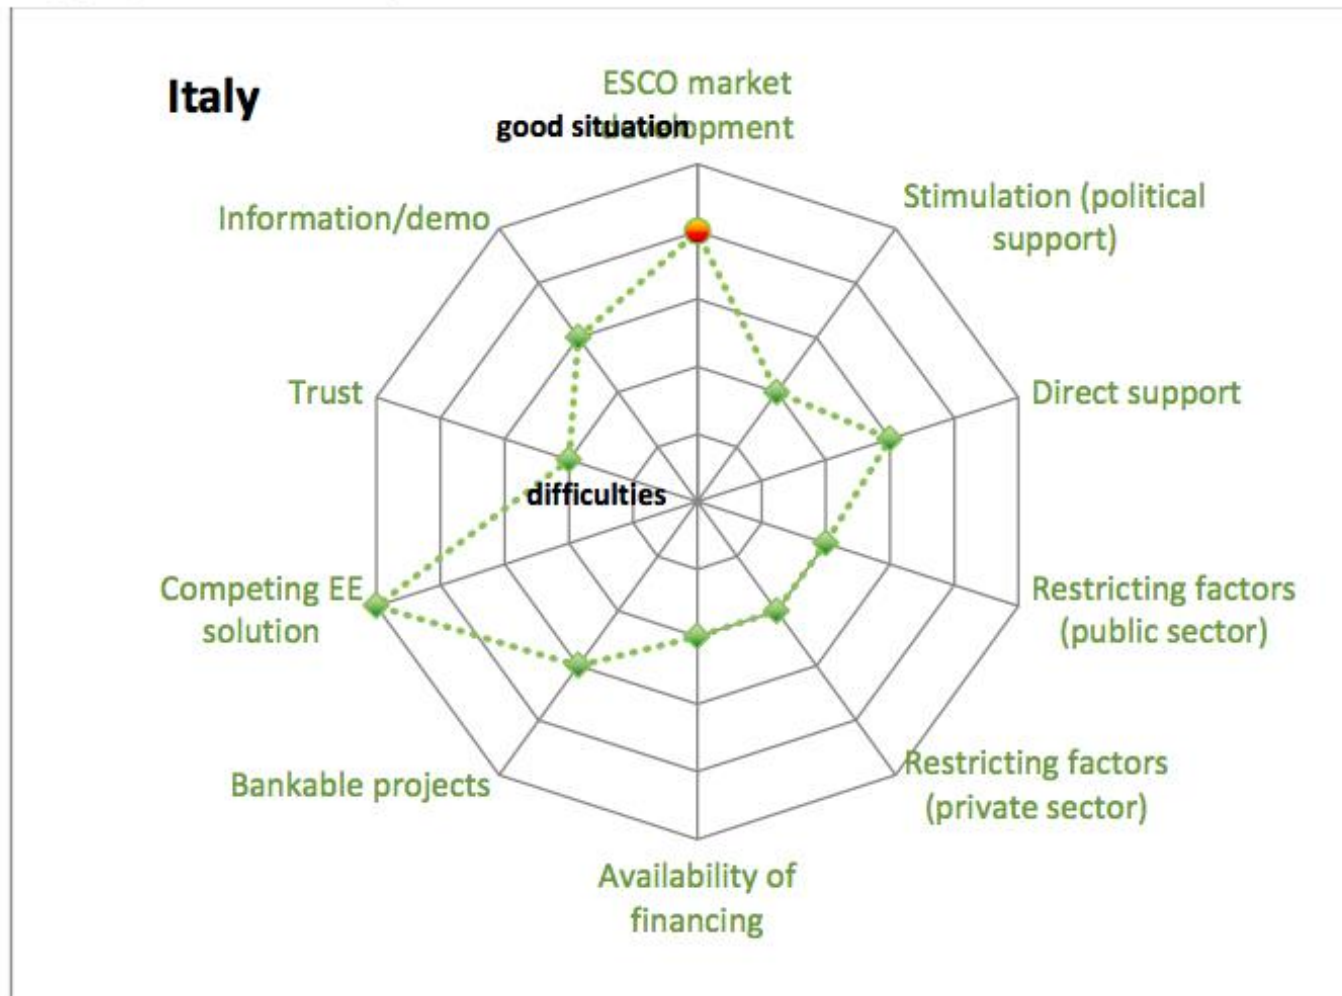 Italy
ESCO market
development
good situation
Stimulation (political
support)
Information/demo
Direct support
Trust
difficulties
Competing EE
solution
Restricting factors
(public sector)
Restricting factors
(private sector)
Bankable projects
Availability of
financing